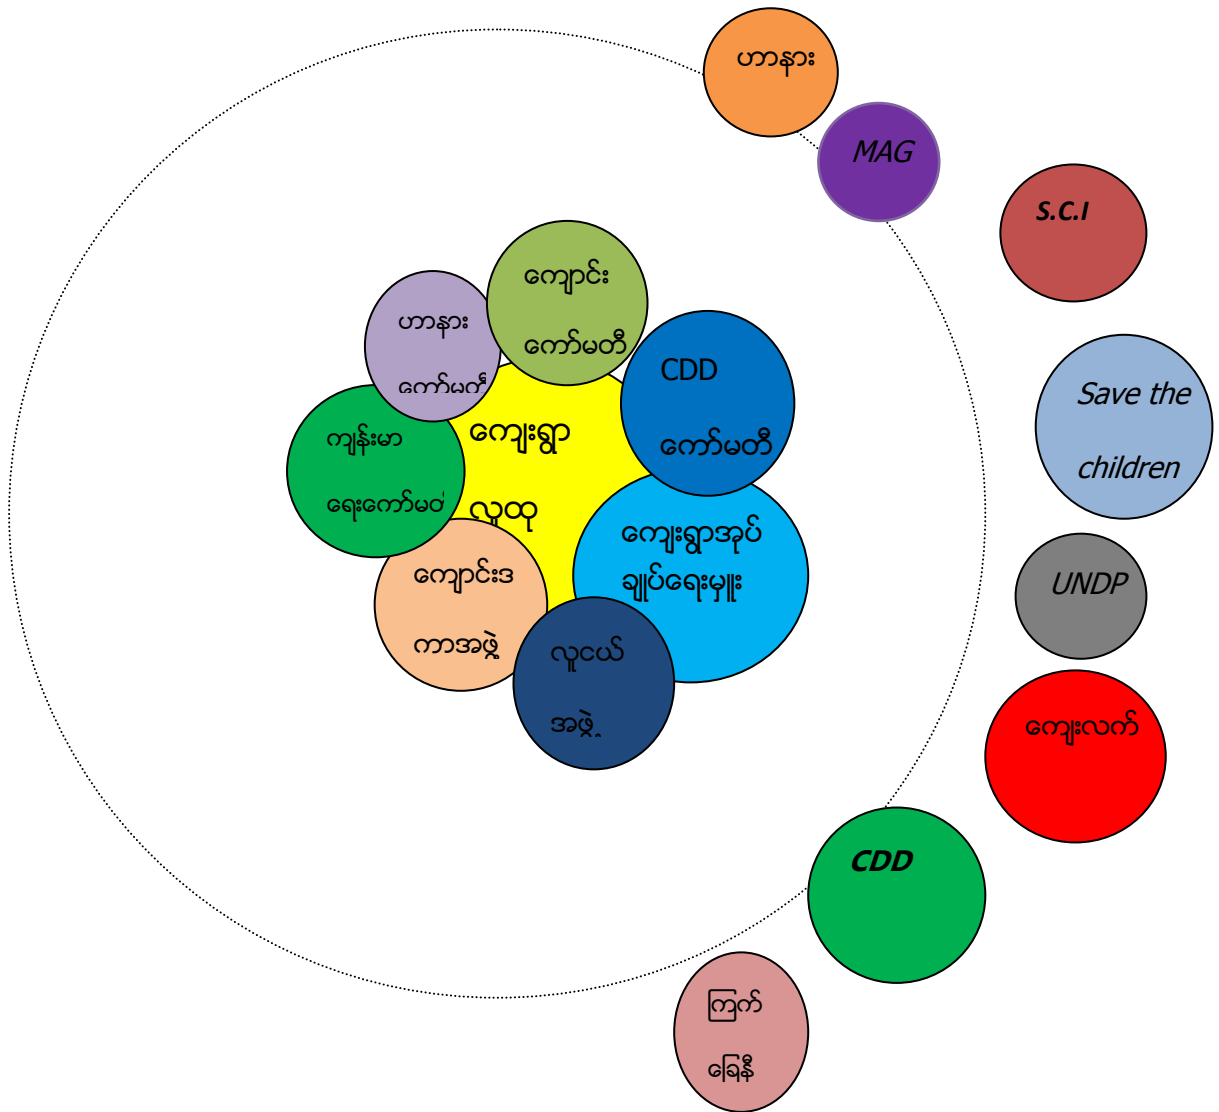 ဟာနား
MAG
S.C.I
ကျောင်း
ကော်မတီ
ဟာနား
ကော်မတီ
CDD
ကော်မတီ
Save the
children
ကျေးရွာ
လူထု
ကျန်းမာ
ရေးကော်မတီ
ကျေးရွာအုပ်
ချုပ်ရေးမှူး
ကျောင်းဒ
ကာအဖွဲ့
UNDP
လူငယ်
အဖွဲ့
ကျေးလက်
CDD
ကြက်
ခြေနီ